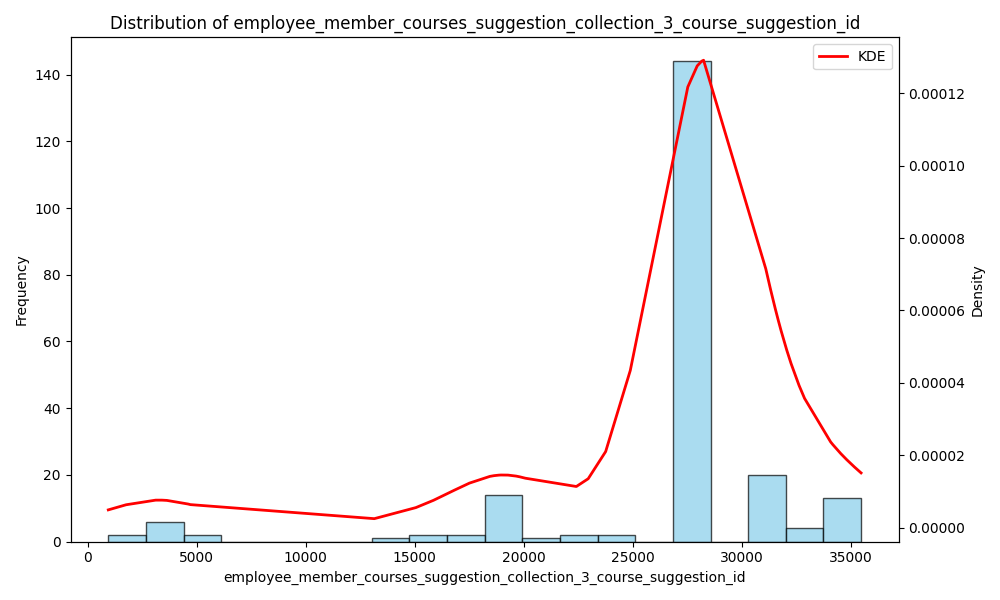 Distribution of employee_member_courses_suggestion_collection_3_course_suggestion_id
KDE
Frequency
140
120
100
80
60
40
20
0
0.00012
0.00010
0.00008
0.00006
0.00004
0.00002
0.00000
Density
0 5000 10000 15000 20000 25000 30000 35000
employee_member_courses_suggestion_collection_3_course_suggestion_id